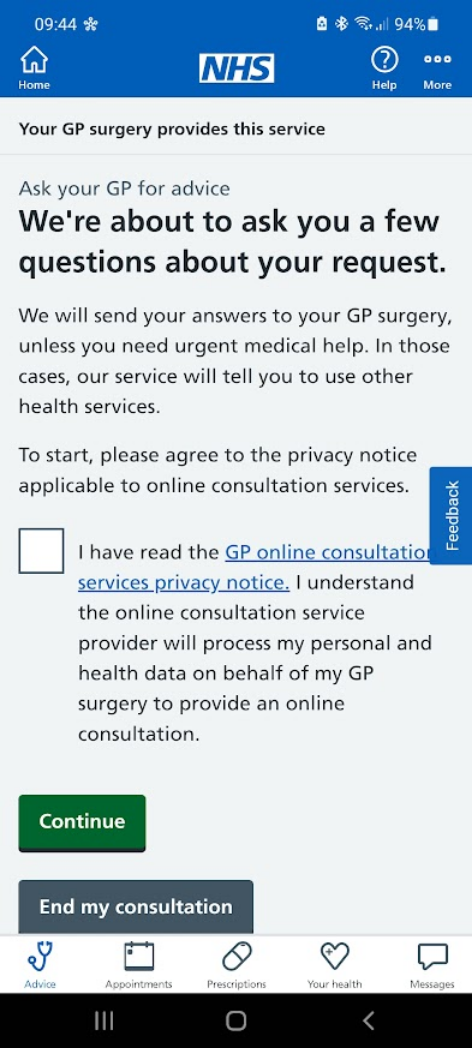 09:44 94%
NHS
Home Help More
Your GP surgery provides this service
Ask your GP for advice
We're about to ask you a few
questions about your request.
We will send your answers to your GP surgery,
unless you need urgent medical help. In those
cases, our service will tell you to use other
health services.
To start, please agree to the privacy notice
applicable to online consultation services.
Feedback
I have read the GP online consultatio
services privacy notice. I understand
the online consultation service
provider will process my personal and
health data on behalf of my GP
surgery to provide an online
consultation.
Continue
End my consultation
Advice Appointments Prescriptions Your health Messages